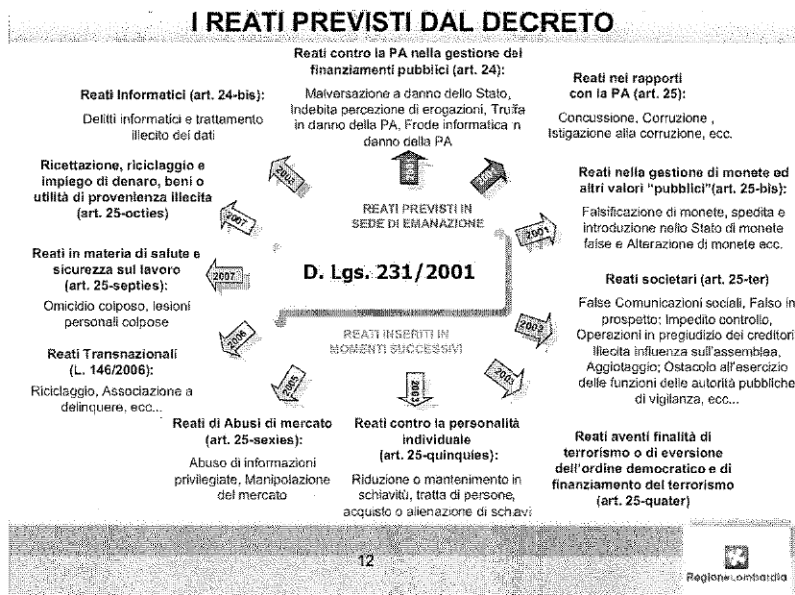 I REATI PREVISTI DAL DECRETO
Reati contro la PA nella gestione dei
finanziamenti pubblici (art. 24):
Malversazione a danno dello Stato,
Indebita percezione di erogazioni, Truffa
in danno della PA, Frode informatica n
danno della PA
Reati nei rapporti
con la PA (art. 25):
Concussione, Corruzione ,
Istigazione alla corruzione, ecc.
Reati Informatici (art. 24-bis):
Delitti informatici e trattamento
illecito dei dati
Ricettazione, riciclaggio e
impiego di denaro, beni o
utilità di provenienza illecita
(art. 25-octies)
Reati nella gestione di monete ed
altri valori "pubblici"(art. 25-bis):
Falsificazione di monete, spedita e
introduzione nello Stato di monete
false e Alterazione di monete ecc.
REATI PREVISTI IN
SEDE DI EMANAZIONE
2007
2001
D. Lgs. 231/2001
Reati in materia di salute e
sicurezza sul lavoro
(art. 25-septies):
Omicidio colposo, lesioni
personali colpose
2007
Reati societari (art. 25-ter)
False Comunicazioni sociali, Falso in
prospetto; Impedito controllo,
Operazioni in pregiudizio dei creditori
Illecita influenza sull'assemblea,
Aggiotaggio; Ostacolo all'esercizio
delle funzioni delle autorità pubbliche
di vigilanza, ecc...
REATI INSERITI IN
MOMENTI SUCCESSIVI
2006
2003
2005
2003
Reati Transnazionali
(L. 146/2006):
Riciclaggio, Associazione a
delinquere, ecc...
Reati di Abusi di mercato
(art. 25-sexies):
Abuso di informazioni
privilegiate, Manipolazione
del mercato
Reati contro la personalità
individuale
(art. 25-quinquies):
Riduzione o mantenimento in
schiavitù, tratta di persone,
acquisto o alienazione di schiavi
Reati aventi finalità di
terrorismo o di eversione
dell'ordine democratico e di
finanziamento del terrorismo
(art. 25-quater)
12
RegioneLombardia